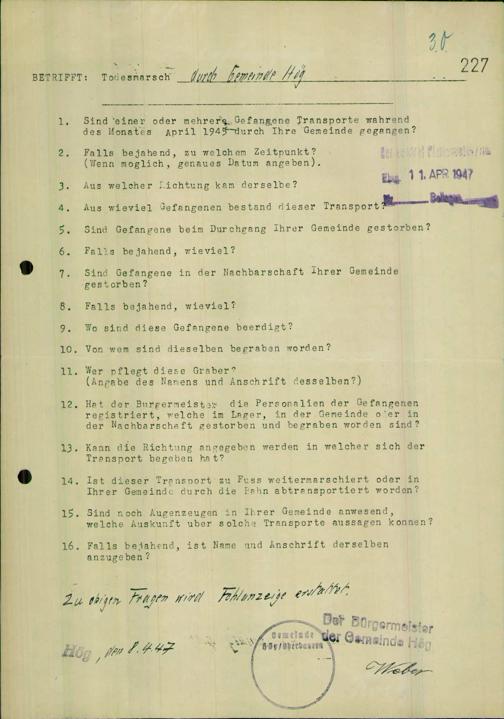 30
227
BETRIFFT: Todesmarsch durch Gemeinde Hög
1. Sind einer oder mehrere Gefangene Transporte wahrend
des Monates April 1945 durch Ihre Gemeinde gegangen?
2. Falls bejahend, zu welchem Zeitpunkt?
(Wenn moglich, genaues Datum angeben).
11. APR 1947
3. Aus welcher Richtung kam derselbe?
4. Aus wieviel Gefangenen bestand dieser Transport?
5. Sind Gefangene beim Durchgang Ihrer Gemeinde gestorben?
6. Falls bejahend, wieviel?
7. Sind Gefangene in der Nachbarschaft Ihrer Gemeinde
gestorben?
8. Falls bejahend, wieviel?
9. Wo sind diese Gefangene beerdigt?
10. Von wem sind dieselben begraben worden?
11. Wer pflegt diese Graber?
(Angabe des Namens und Anschrift desselben?)
12. Hat der Burgermeister die Personalien der Gefangenen
registriert, welche im Lager, in der Gemeinde oder in
der Nachbarschaft gestorben und begraben worden sind?
13. Kann die Richtung angegeben werden in welcher sich der
Transport begeben hat?
14. Ist dieser Transport zu Fuss weitermarschiert oder in
Ihrer Gemeinde durch die Bahn abtransportiert worden?
15. Sind noch Augenzeugen in Ihrer Gemeinde anwesend,
welche Auskunft uber solche Transporte aussagen konnen?
16. Falls bejahend, ist Name und Anschrift derselben
anzugeben?
Zu obigen Fragen wird Fehlanzeige erstattet.
Hög, den 8.4.47
Gemeinde
Der Bürgermeister
der Gemeinde Hög
Weber